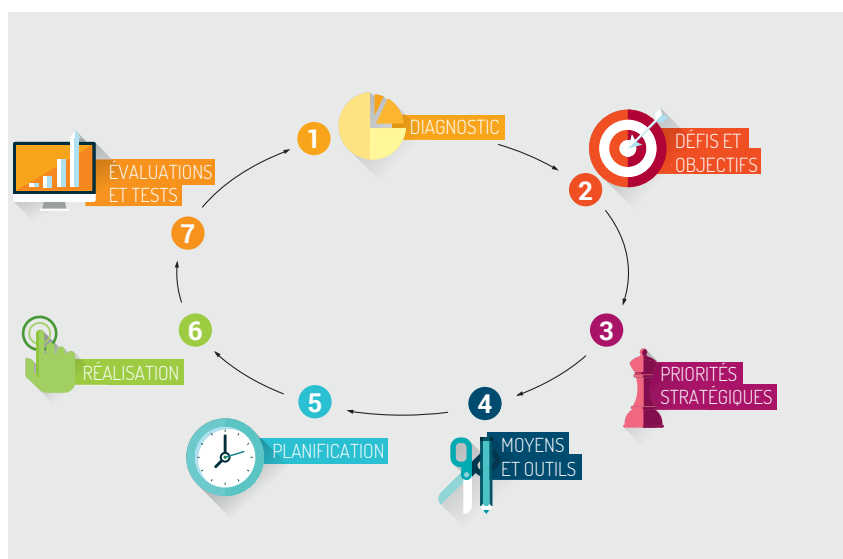 1
DIAGNOSTIC
2
DÉFIS ET
OBJECTIFS
3
PRIORITÉS
STRATÉGIQUES
4
MOYENS
ET OUTILS
5
PLANIFICATION
6
RÉALISATION
7
ÉVALUATIONS
ET TESTS